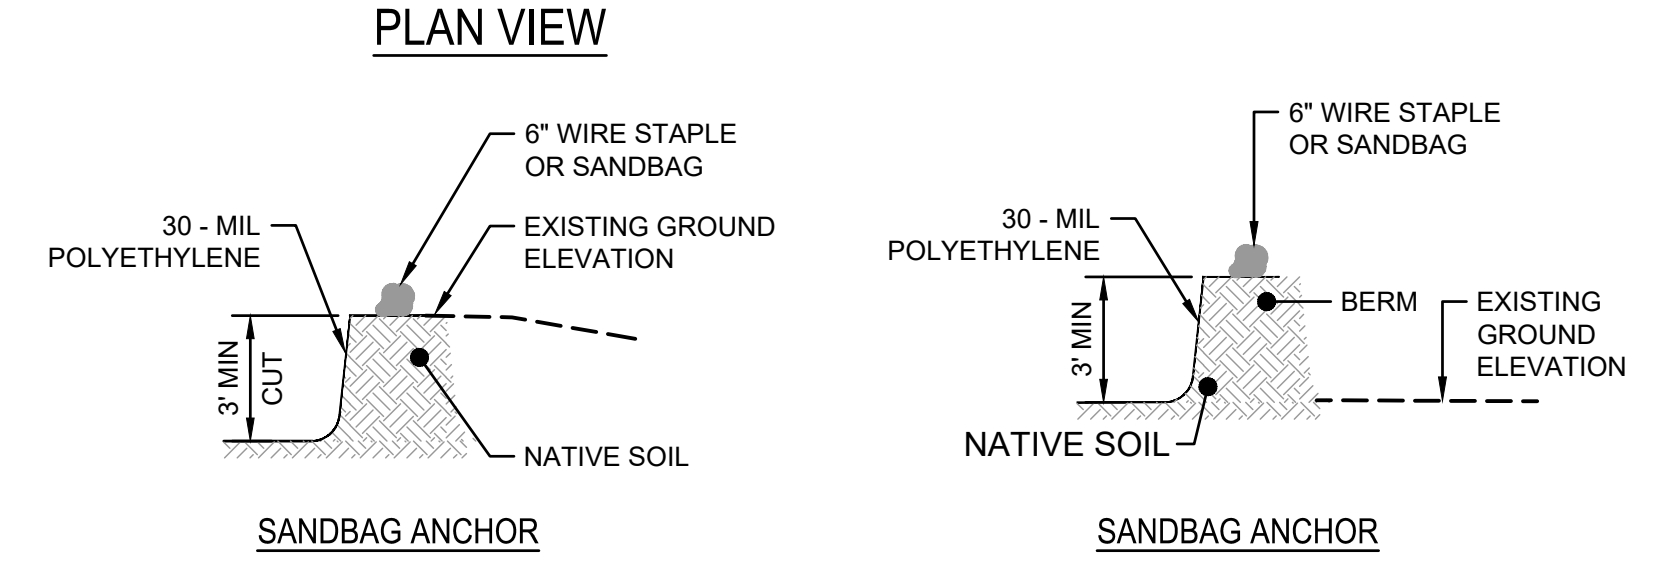 PLAN VIEW
6" WIRE STAPLE
OR SANDBAG
30 - MIL
POLYETHYLENE
EXISTING GROUND
ELEVATION
3' MIN
CUT
NATIVE SOIL
SANDBAG ANCHOR
6" WIRE STAPLE
OR SANDBAG
30 - MIL
POLYETHYLENE
3' MIN
BERM
EXISTING
GROUND
ELEVATION
NATIVE SOIL
SANDBAG ANCHOR